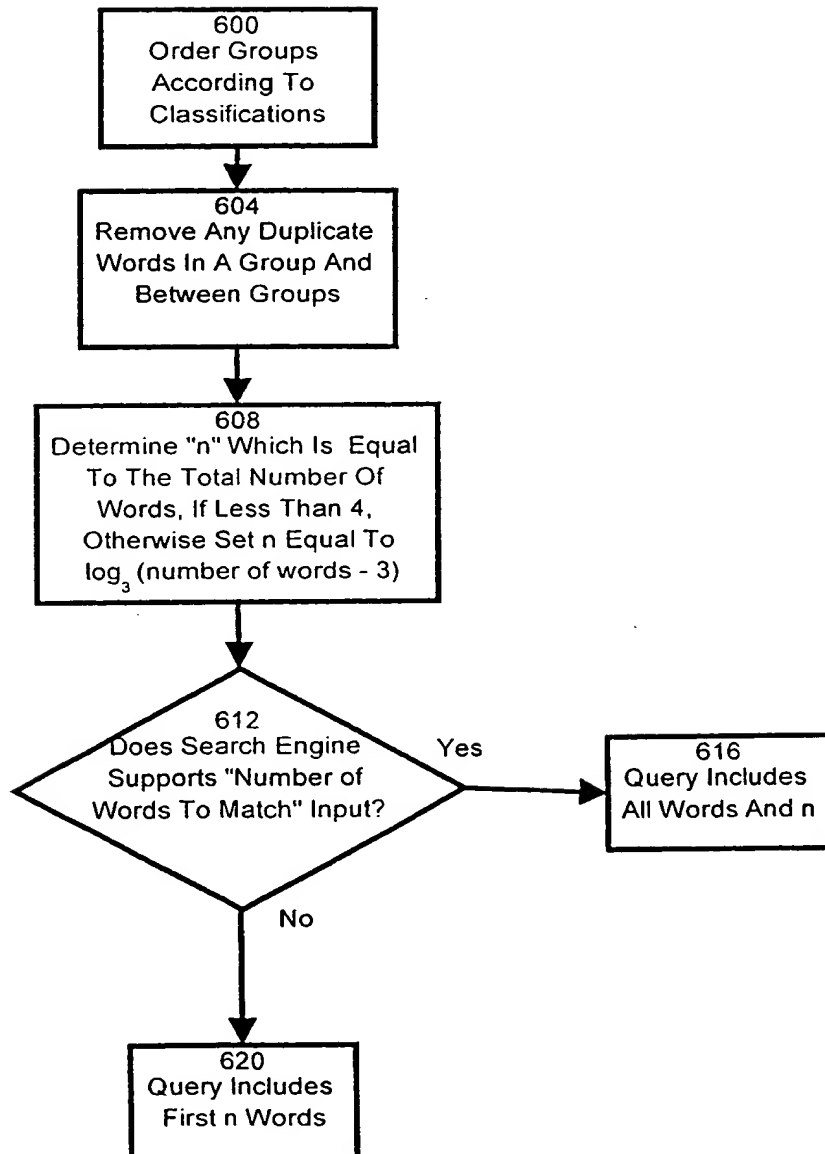 600
Order Groups
According To
Classifications
604
Remove Any Duplicate
Words In A Group And
Between Groups
608
Determine "n" Which Is Equal
To The Total Number Of
Words, If Less Than 4,
Otherwise Set n Equal To
log₃ (number of words - 3)
612
Does Search Engine
Supports "Number of
Words To Match" Input?
Yes
616
Query Includes
All Words And n
No
620
Query Includes
First n Words